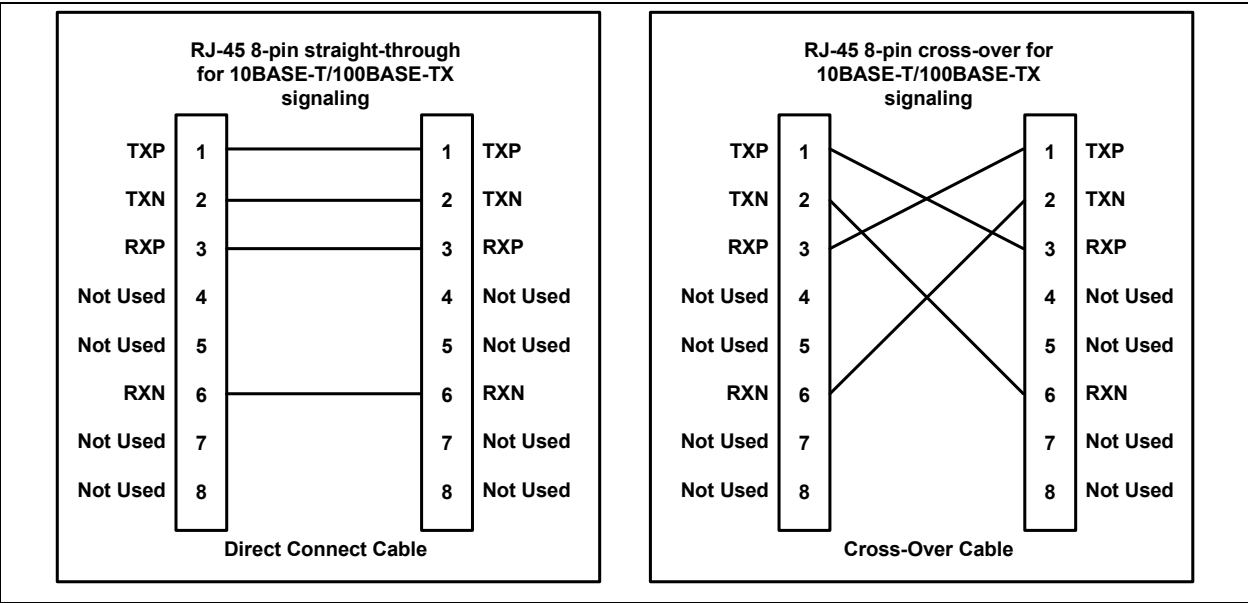 RJ-45 8-pin straight-through
for 10BASE-T/100BASE-TX
signaling
TXP 1 1 TXP
TXN 2 2 TXN
RXP 3 3 RXP
Not Used 4 4 Not Used
Not Used 5 5 Not Used
RXN 6 6 RXN
Not Used 7 7 Not Used
Not Used 8 8 Not Used
Direct Connect Cable
RJ-45 8-pin cross-over for
10BASE-T/100BASE-TX
signaling
TXP 1 1 TXP
TXN 2 2 TXN
RXP 3 3 RXP
Not Used 4 4 Not Used
Not Used 5 5 Not Used
RXN 6 6 RXN
Not Used 7 7 Not Used
Not Used 8 8 Not Used
Cross-Over Cable